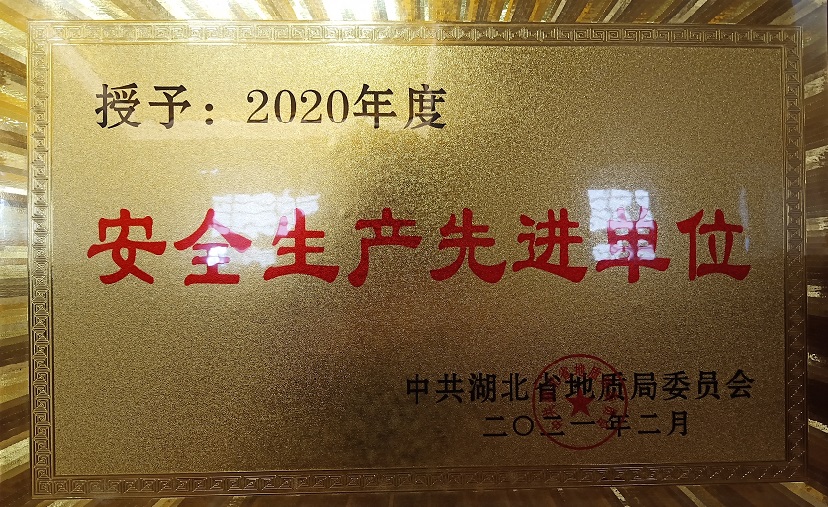 授予：2020年度
安全生产先进单位
中共湖北省地质局委员会
二〇二一年二月